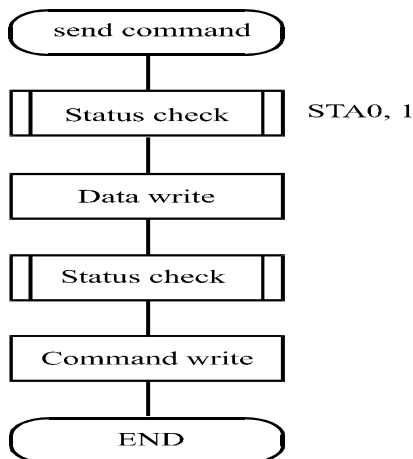 send command
Status check
STA0, 1
Data write
Status check
Command write
END